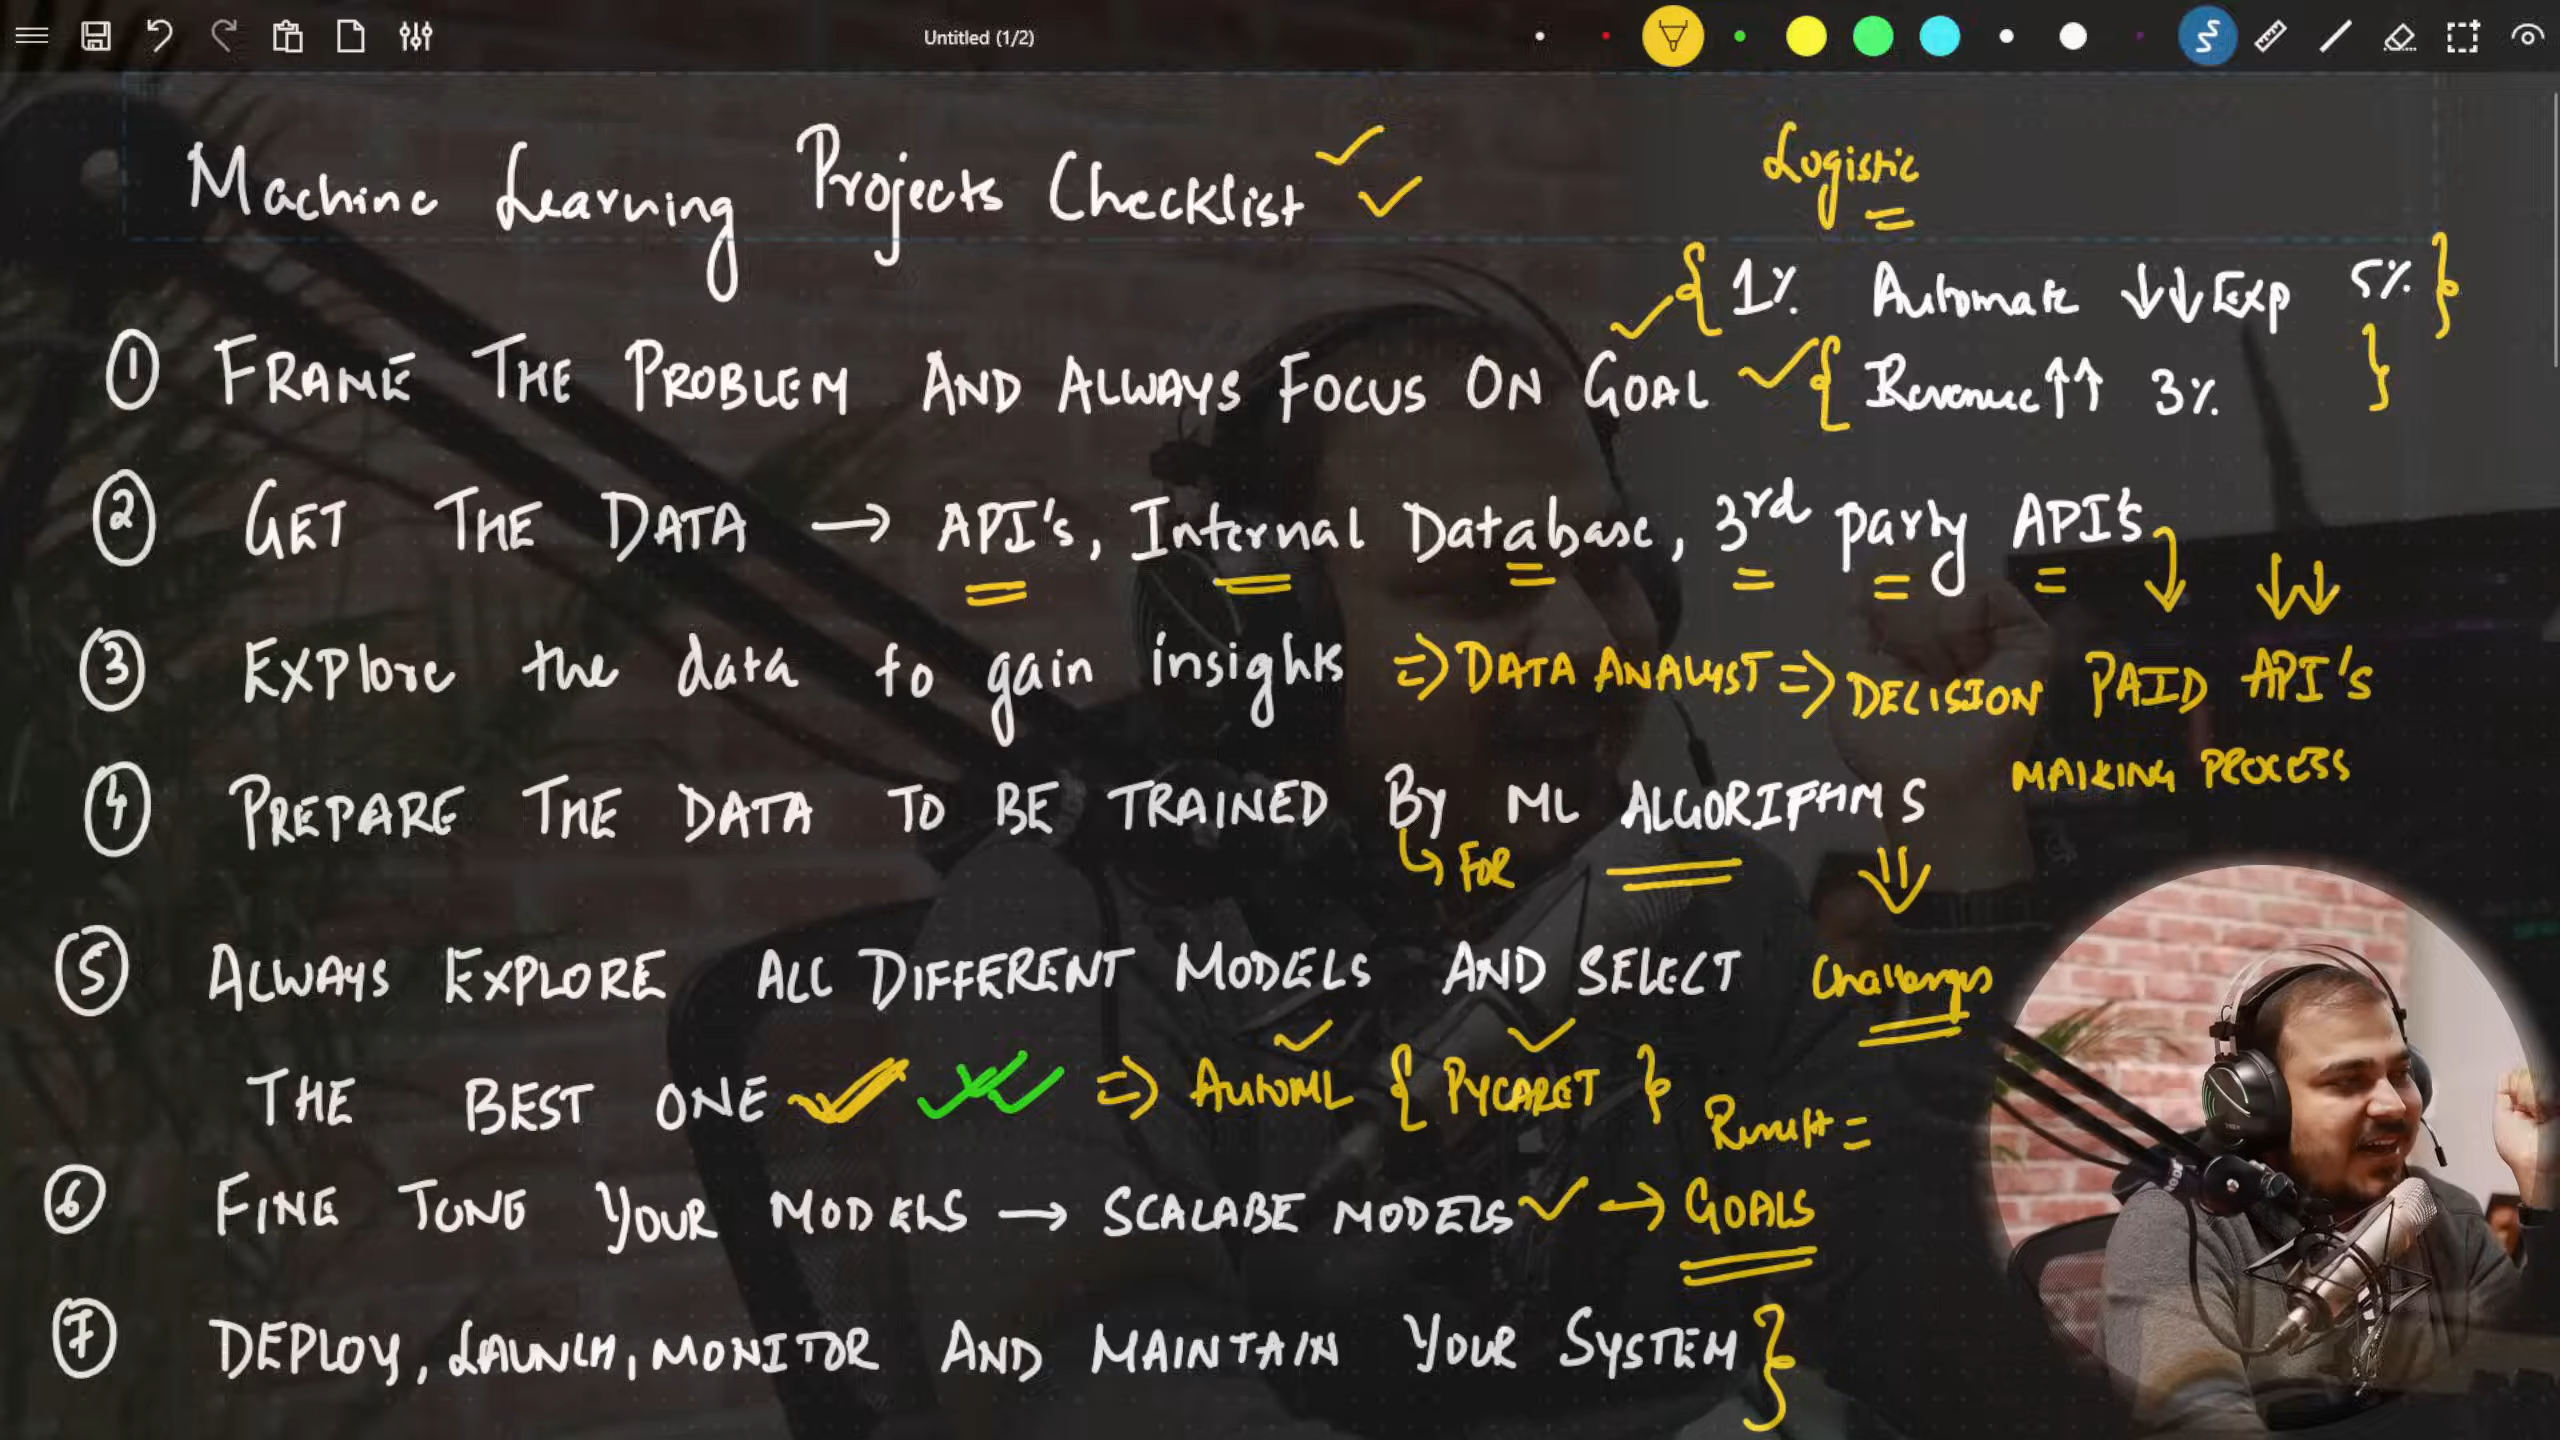 Untitled (1/2)
Machine Learning Projects Checklist
Logistic
1% Automate ↓↓ Exp 5%
① FRAME THE PROBLEM AND ALWAYS FOCUS ON GOAL { Revenue ↑↑ 3% }
② GET THE DATA → API's, Internal Database, 3rd party API's
③ Explore the data to gain insights ⇒ DATA ANALYST ⇒ DECISION PAID API's
MAKING PROCESS
④ PREPARE THE DATA TO BE TRAINED By ML ALGORITHMS
↳ FOR
⑤ ALWAYS EXPLORE ALL DIFFERENT MODELS AND SELECT Challenges
THE BEST ONE ⇒ AutoML { PYCARET }
⑥ FINE TUNE YOUR MODELS → SCALABE MODELS → GOALS
⑦ DEPLOY, LAUNCH, MONITOR AND MAINTAIN YOUR SYSTEM }